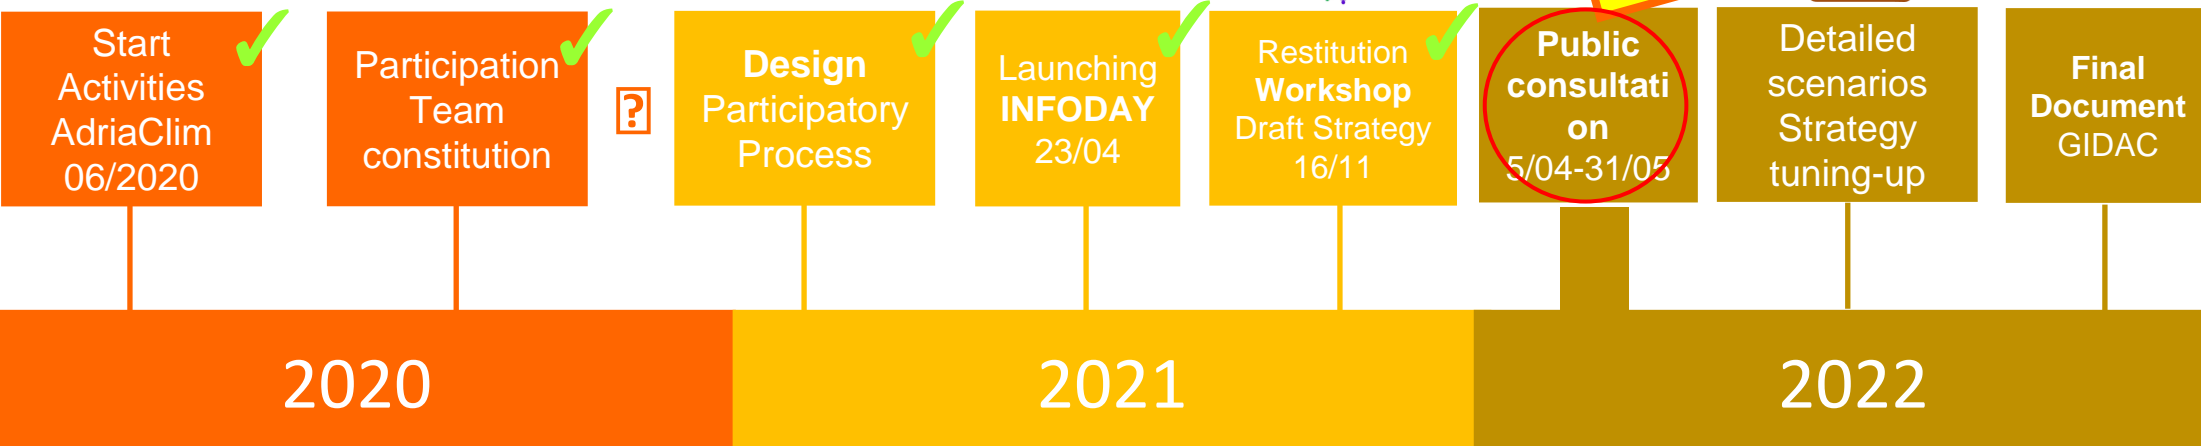 Start
Activities
AdriaClim
06/2020
Participation
Team
constitution
?
Design
Participatory
Process
Launching
INFODAY
23/04
Restitution
Workshop
Draft Strategy
16/11
Public
consultati
on
5/04-31/05
Detailed
scenarios
Strategy
tuning-up
Final
Document
GIDAC
2020
2021
2022